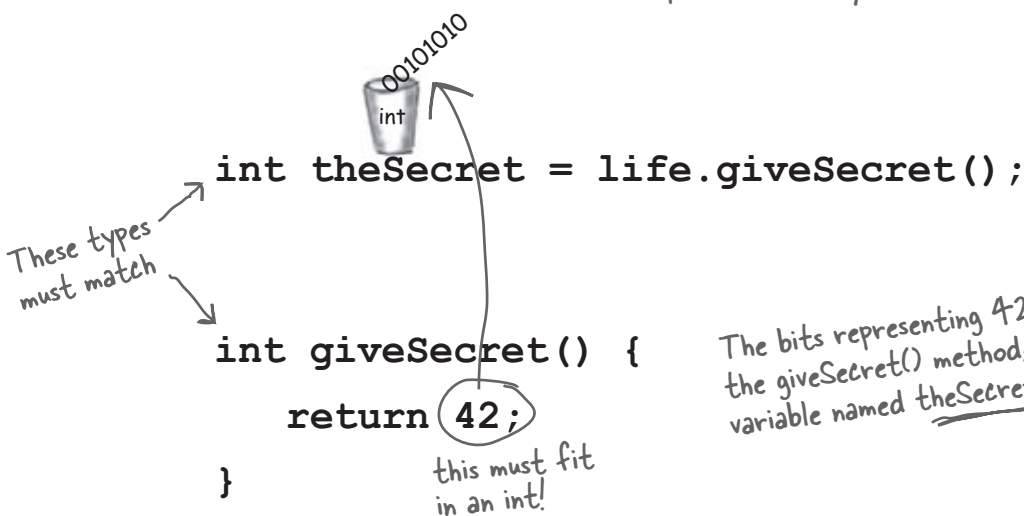 00101010
int
int theSecret = life.giveSecret();
These types
must match
int giveSecret() {
return 42;
}
this must fit
in an int!
The bits representing 42
the giveSecret() method,
variable named theSecret